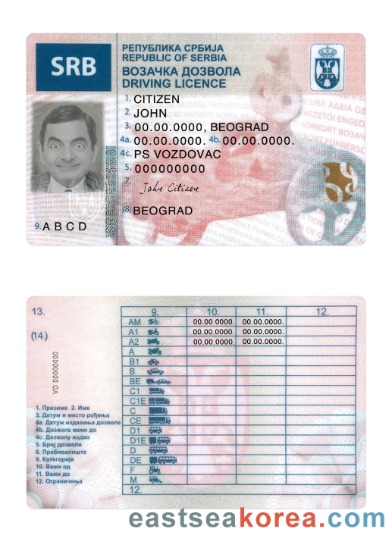 SRB
РЕПУБЛИКА СРБИЈА
REPUBLIC OF SERBIA
ВОЗАЧКА ДОЗВОЛА
DRIVING LICENCE
1. CITIZEN
2. JOHN
3. 00.00.0000, BEOGRAD
4a. 00.00.0000. 4b. 00.00.0000.
4c. PS VOZDOVAC
5. 000000000
7. John Citizen
8. BEOGRAD
9. A B C D
13.
(14)
VD 00000000
9. 10. 11. 12.
AM 00.00.0000. 00.00.0000.
A1 00.00.0000. 00.00.0000.
A2 00.00.0000. 00.00.0000.
A
B1
B
BE
C1
C1E
C
CE
D1
D1E
D
DE
F
M
12.
1. Презиме 2. Име
3. Датум и место рођења
4a. Датум издавања дозволе
4b. Дозвола важи до
4c. Дозволу издао
5. Број дозволе
8. Пребивалиште
9. Категорије
10. Важи од
11. Важи до
12. Ограничења
eastseakorea.com